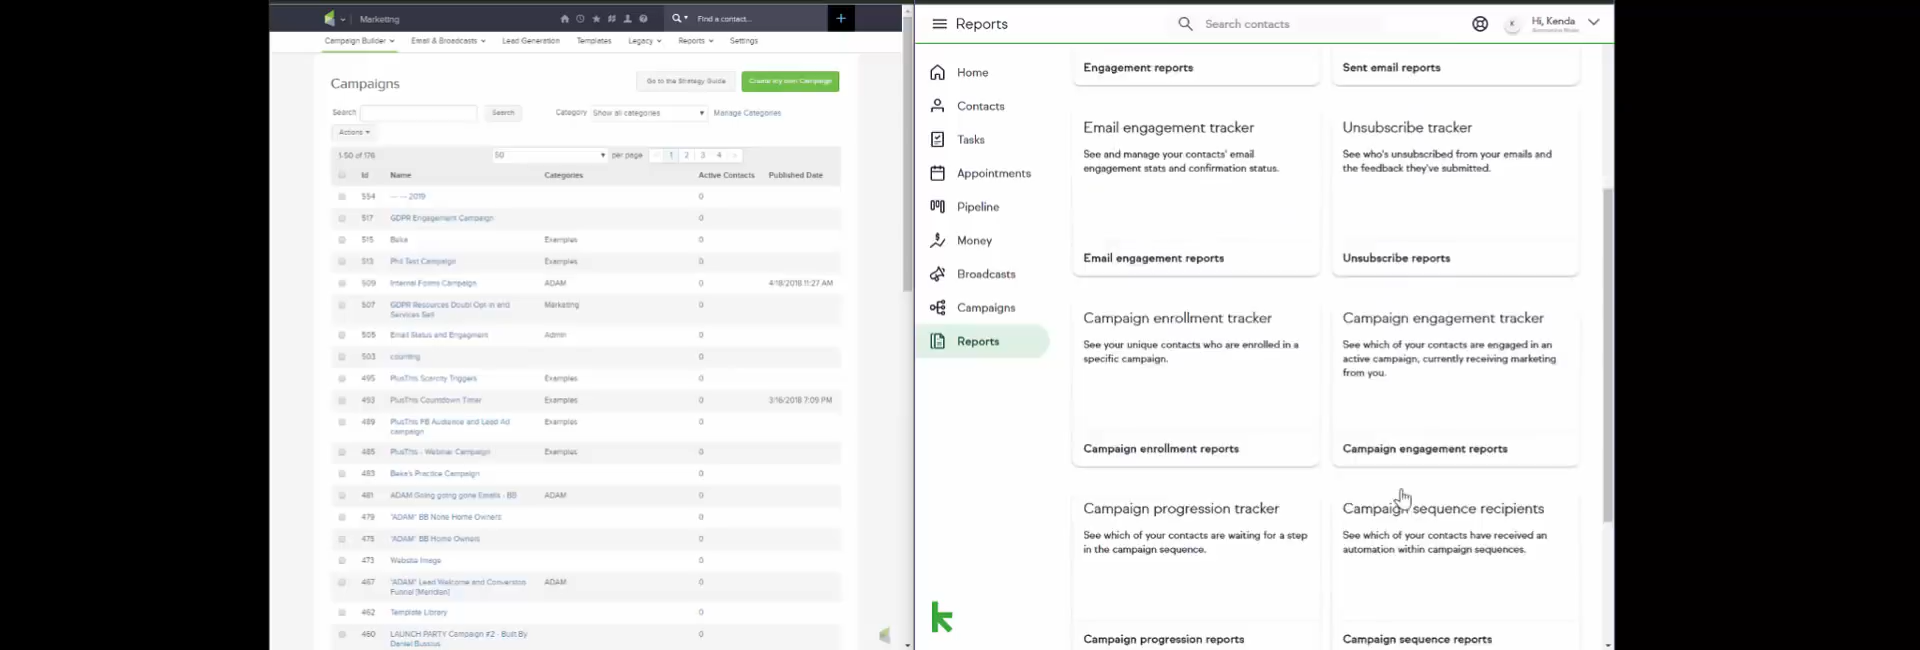 Marketing
Find a contact...
Campaign Builder
Email & Broadcasts
Lead Generation
Templates
Legacy
Reports
Settings
Campaigns
Go to the Strategy Guide
Create my own Campaign
Search
Search
Category
Show all categories
Manage Categories
Actions
1-50 of 176
50
per page
1 2 3 4
Id Name Categories Active Contacts Published Date
554 --- --- 2019 0
517 GDPR Engagement Campaign 0
515 Beka Examples 0
513 Phil Test Campaign Examples 0
509 Internal Forms Campaign ADAM 0 4/18/2018 11:27 AM
507 GDPR Resources Doubl Opt-in and Marketing 0
Services Sell
505 Email Status and Engagment Admin 0
503 counting 0
495 PlusThis Scarcity Triggers Examples 0
493 PlusThis Countdown Timer Examples 0 3/16/2018 7:09 PM
489 PlusThis FB Audience and Lead Ad Examples 0
campaign
485 PlusThis - Webinar Campaign Examples 0
483 Beka's Practice Campaign 0
481 ADAM Going going gone Emails - BB ADAM 0
479 "ADAM" BB None Home Owners 0
475 "ADAM" BB Home Owners 0
473 Website Image 0
467 "ADAM" Lead Welcome and Conversion ADAM 0
Funnel [Meridian]
462 Template Library 0
460 LAUNCH PARTY Campaign #2 - Built By 0
Daniel Bussius
Reports
Search contacts
Hi, Kenda
Home
Contacts
Tasks
Appointments
Pipeline
Money
Broadcasts
Campaigns
Reports
Engagement reports
Sent email reports
Email engagement tracker
See and manage your contacts' email
engagement stats and confirmation status.
Email engagement reports
Unsubscribe tracker
See who's unsubscribed from your emails and
the feedback they've submitted.
Unsubscribe reports
Campaign enrollment tracker
See your unique contacts who are enrolled in a
specific campaign.
Campaign enrollment reports
Campaign engagement tracker
See which of your contacts are engaged in an
active campaign, currently receiving marketing
from you.
Campaign engagement reports
Campaign progression tracker
See which of your contacts are waiting for a step
in the campaign sequence.
Campaign progression reports
Campaign sequence recipients
See which of your contacts have received an
automation within campaign sequences.
Campaign sequence reports